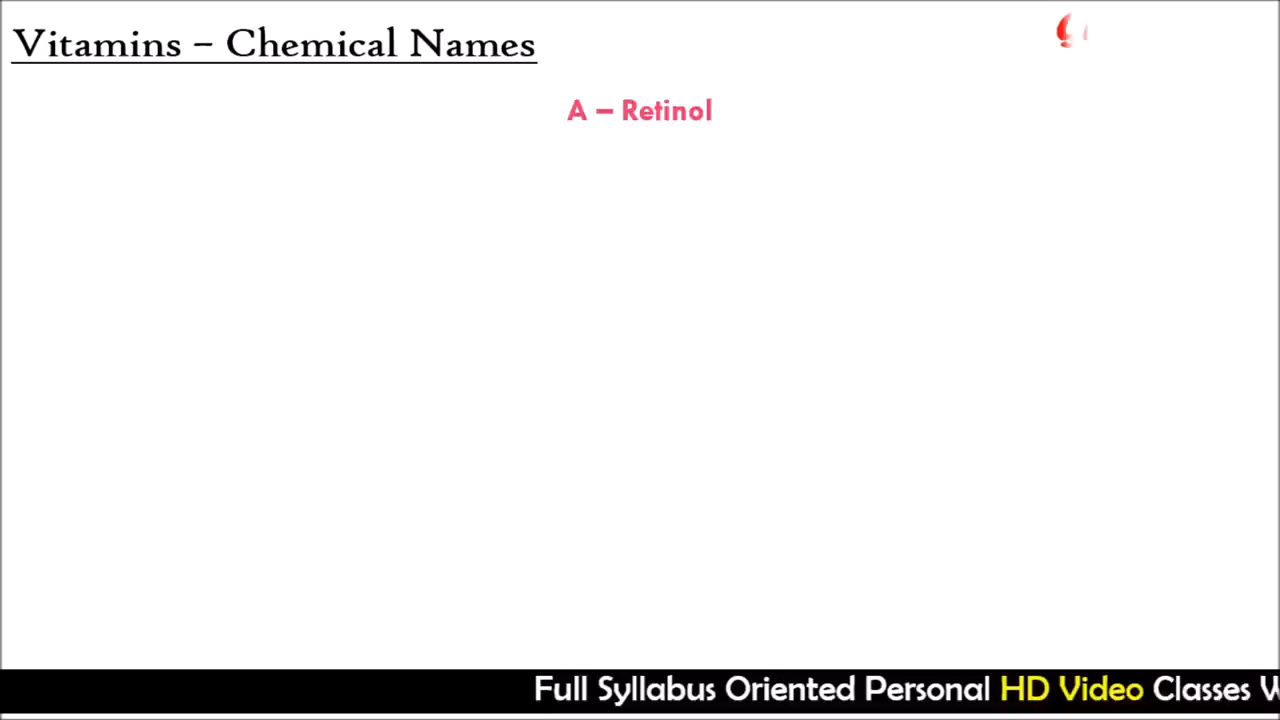 Vitamins – Chemical Names
A – Retinol
Full Syllabus Oriented Personal HD Video Classes